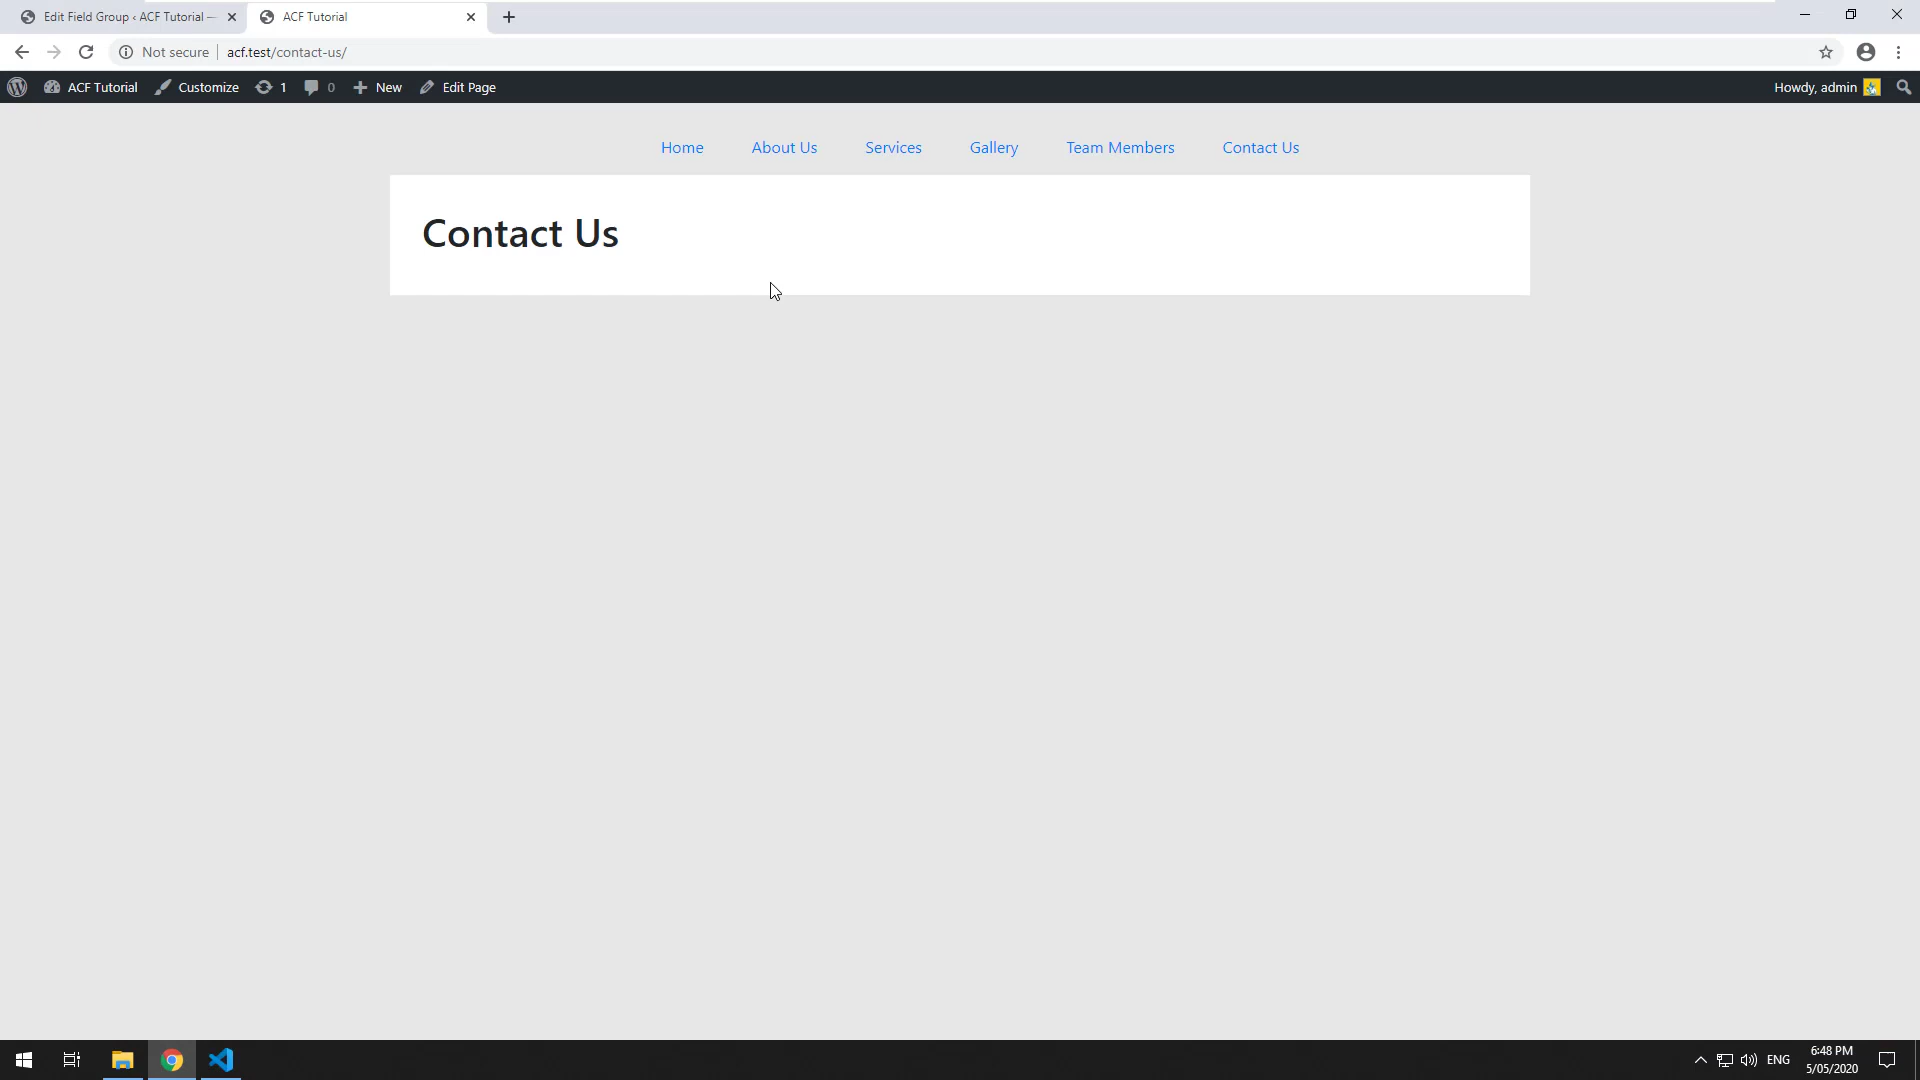 Edit Field Group ‹ ACF Tutorial —
ACF Tutorial
Not secure
acf.test/contact-us/
ACF Tutorial
Customize
1
0
New
Edit Page
Howdy, admin
Home
About Us
Services
Gallery
Team Members
Contact Us
Contact Us
ENG
6:48 PM
5/05/2020